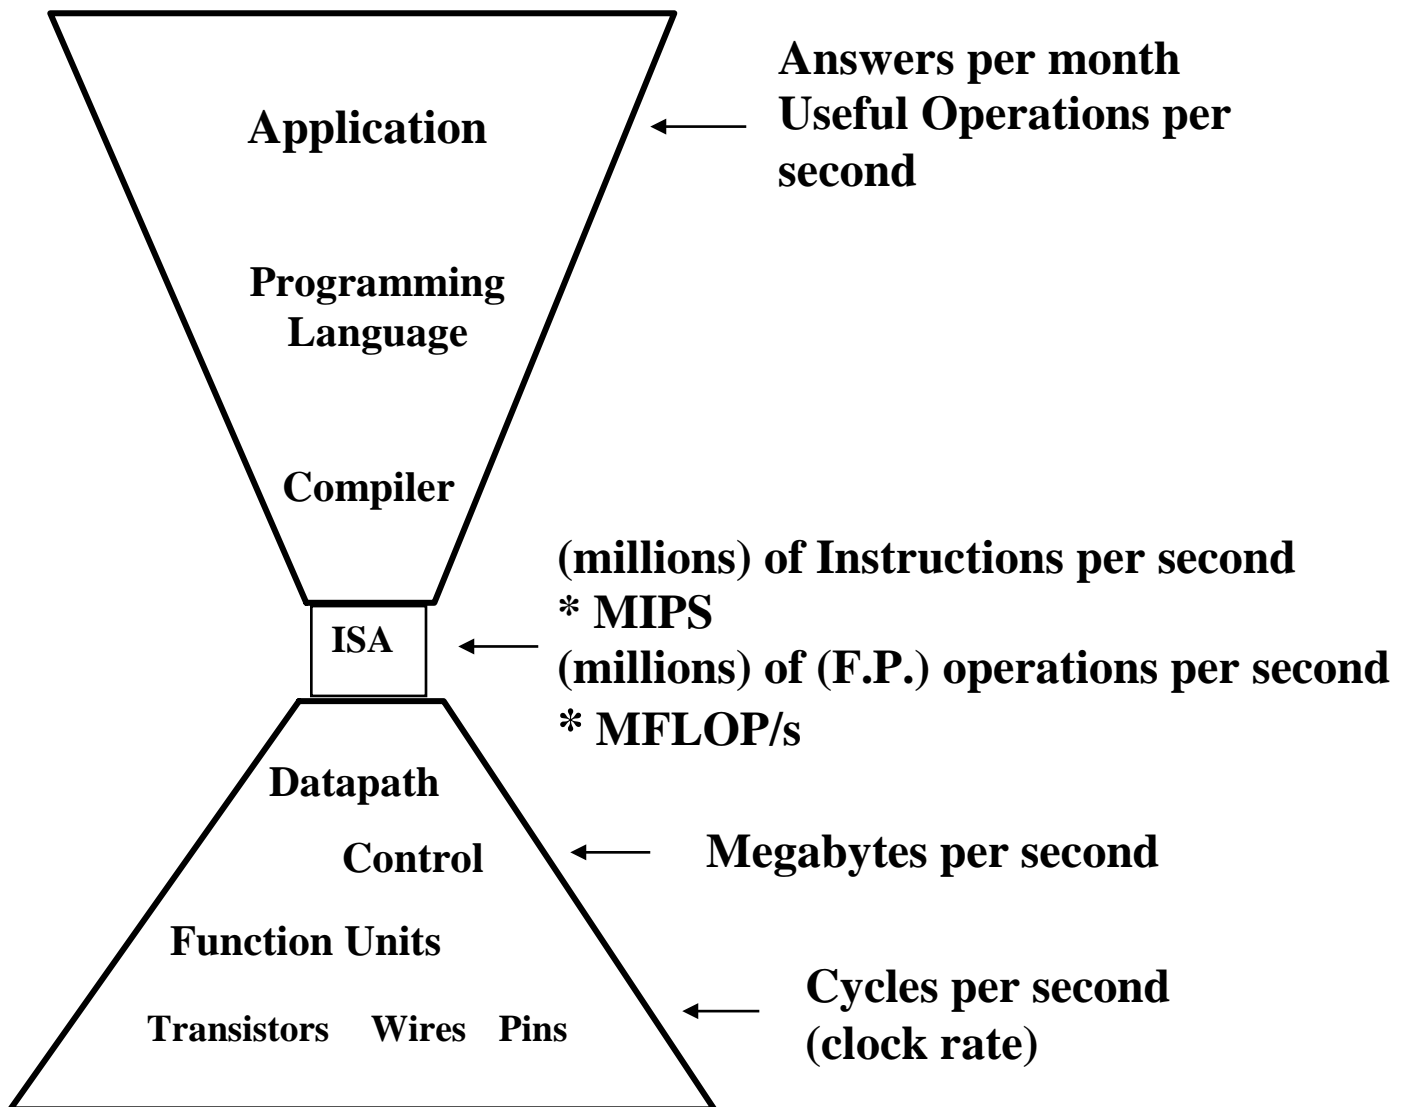 Application
Answers per month
Useful Operations per
second
Programming
Language
Compiler
ISA
(millions) of Instructions per second
* MIPS
(millions) of (F.P.) operations per second
* MFLOP/s
Datapath
Control
Megabytes per second
Function Units
Transistors Wires Pins
Cycles per second
(clock rate)